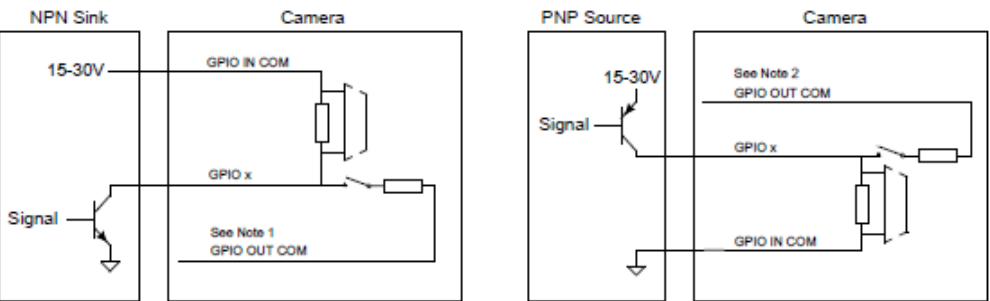 NPN Sink
Camera
15-30V
GPIO IN COM
GPIO x
Signal
See Note 1
GPIO OUT COM
PNP Source
Camera
15-30V
See Note 2
GPIO OUT COM
Signal
GPIO x
GPIO IN COM